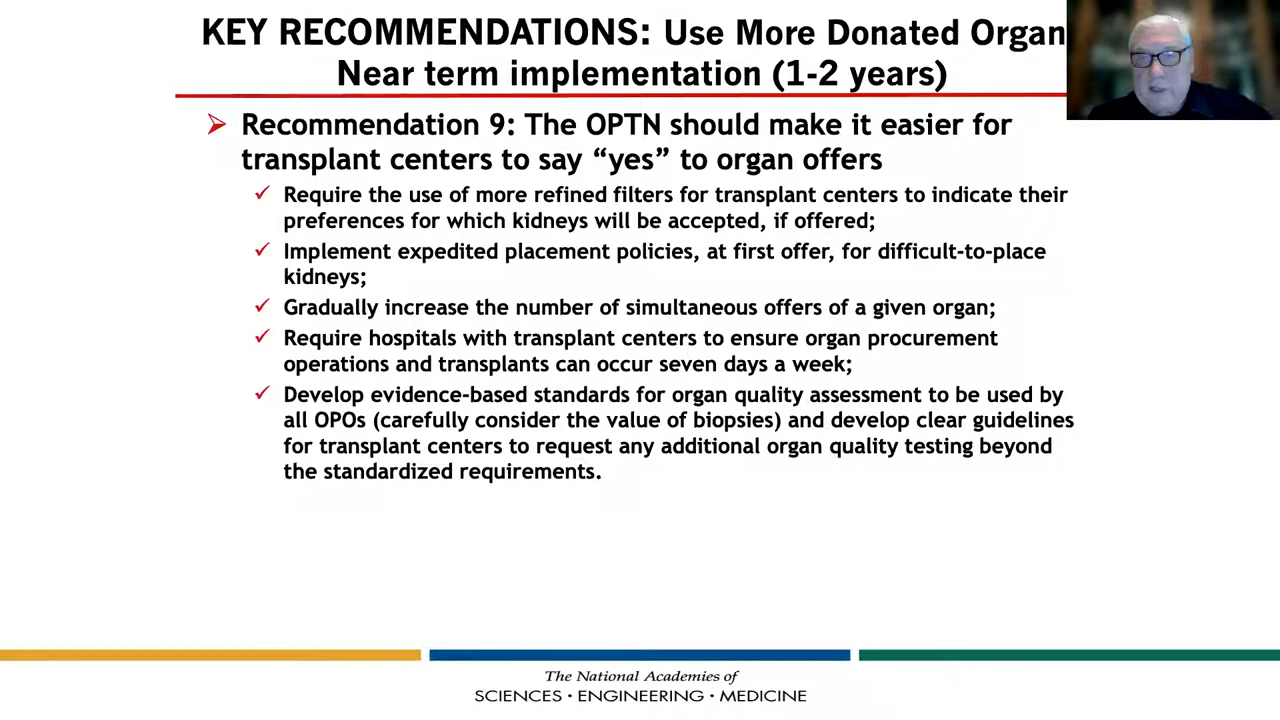 KEY RECOMMENDATIONS: Use More Donated Organ
Near term implementation (1-2 years)
Recommendation 9: The OPTN should make it easier for
transplant centers to say “yes” to organ offers
Require the use of more refined filters for transplant centers to indicate their
preferences for which kidneys will be accepted, if offered;
Implement expedited placement policies, at first offer, for difficult-to-place
kidneys;
Gradually increase the number of simultaneous offers of a given organ;
Require hospitals with transplant centers to ensure organ procurement
operations and transplants can occur seven days a week;
Develop evidence-based standards for organ quality assessment to be used by
all OPOs (carefully consider the value of biopsies) and develop clear guidelines
for transplant centers to request any additional organ quality testing beyond
the standardized requirements.
The National Academies of
SCIENCES · ENGINEERING · MEDICINE